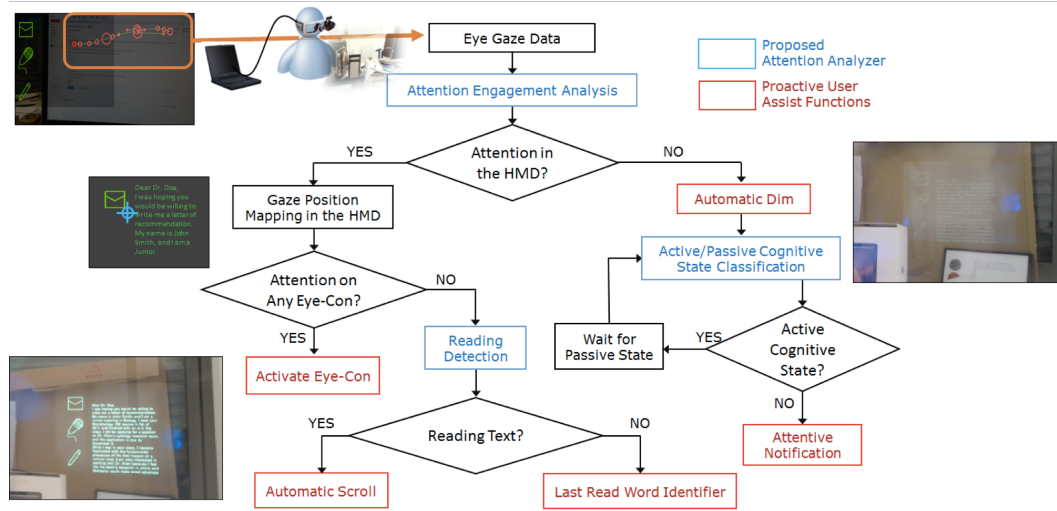 Eye Gaze Data
Proposed
Attention Analyzer
Proactive User
Assist Functions
Attention Engagement Analysis
YES
Attention in
the HMD?
NO
Dear Dr. Doe,
I was hoping you
would be willing to
write me a letter of
recommendation.
My name is John
Smith, and I am a
Junior
Gaze Position
Mapping in the HMD
Automatic Dim
Active/Passive Cognitive
State Classification
Attention on
Any Eye-Con?
NO
YES
Reading
Detection
Wait for
Passive State
YES
Active
Cognitive
State?
Activate Eye-Con
NO
Dear Dr. Doe,
YES
Reading Text?
NO
Attentive
Notification
Automatic Scroll
Last Read Word Identifier